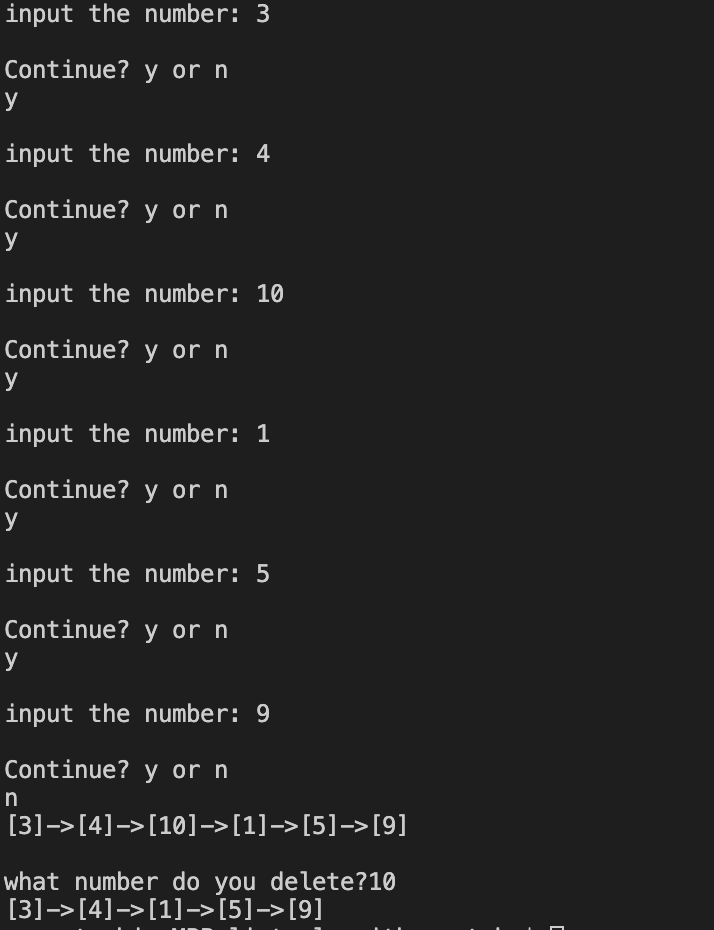 input the number: 3
Continue? y or n
y
input the number: 4
Continue? y or n
y
input the number: 10
Continue? y or n
y
input the number: 1
Continue? y or n
y
input the number: 5
Continue? y or n
y
input the number: 9
Continue? y or n
n
[3]—>[4]—>[10]—>[1]—>[5]—>[9]
what number do you delete?10
[3]—>[4]—>[1]—>[5]—>[9]